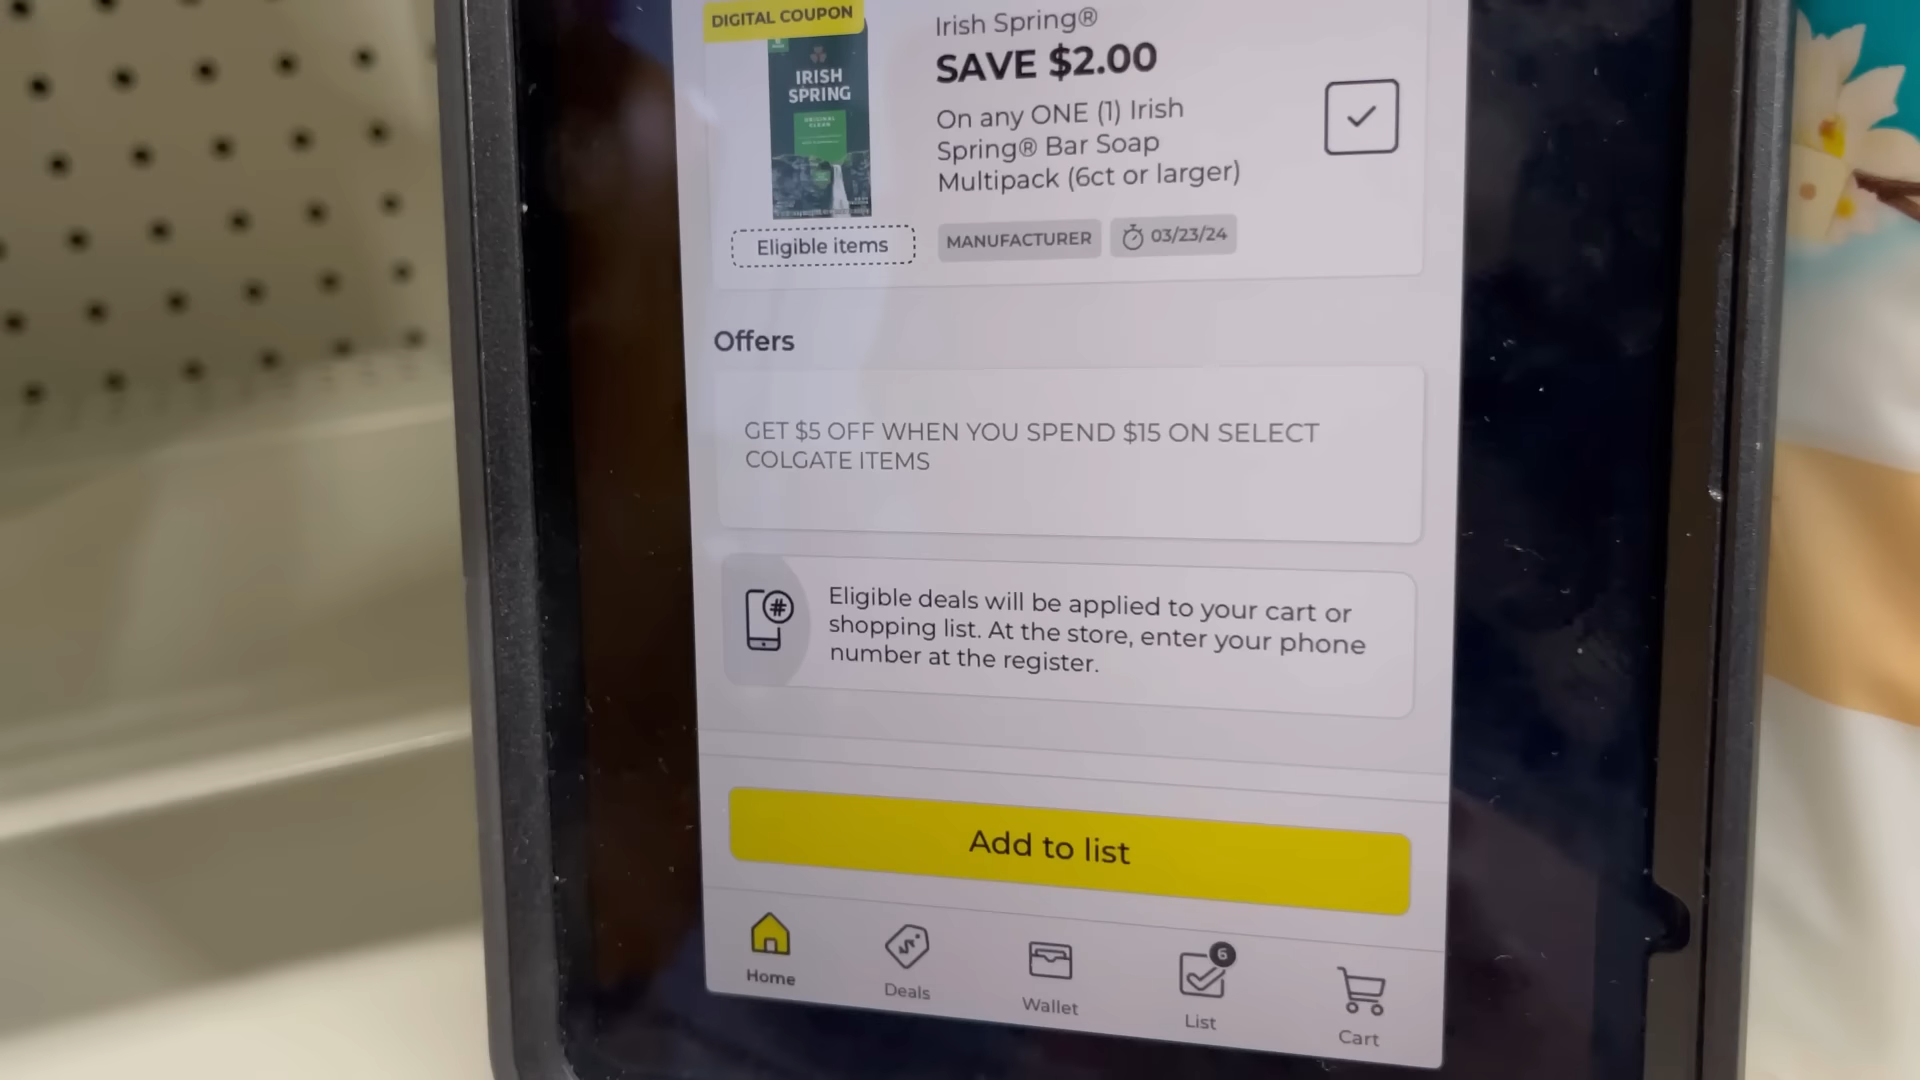 DIGITAL COUPON
IRISH
SPRING
ORIGINAL
CLEAN
Eligible items
Irish Spring®
SAVE $2.00
On any ONE (1) Irish
Spring® Bar Soap
Multipack (6ct or larger)
MANUFACTURER
03/23/24
Offers
GET $5 OFF WHEN YOU SPEND $15 ON SELECT
COLGATE ITEMS
#
Eligible deals will be applied to your cart or
shopping list. At the store, enter your phone
number at the register.
Add to list
Home
Deals
Wallet
6
List
Cart